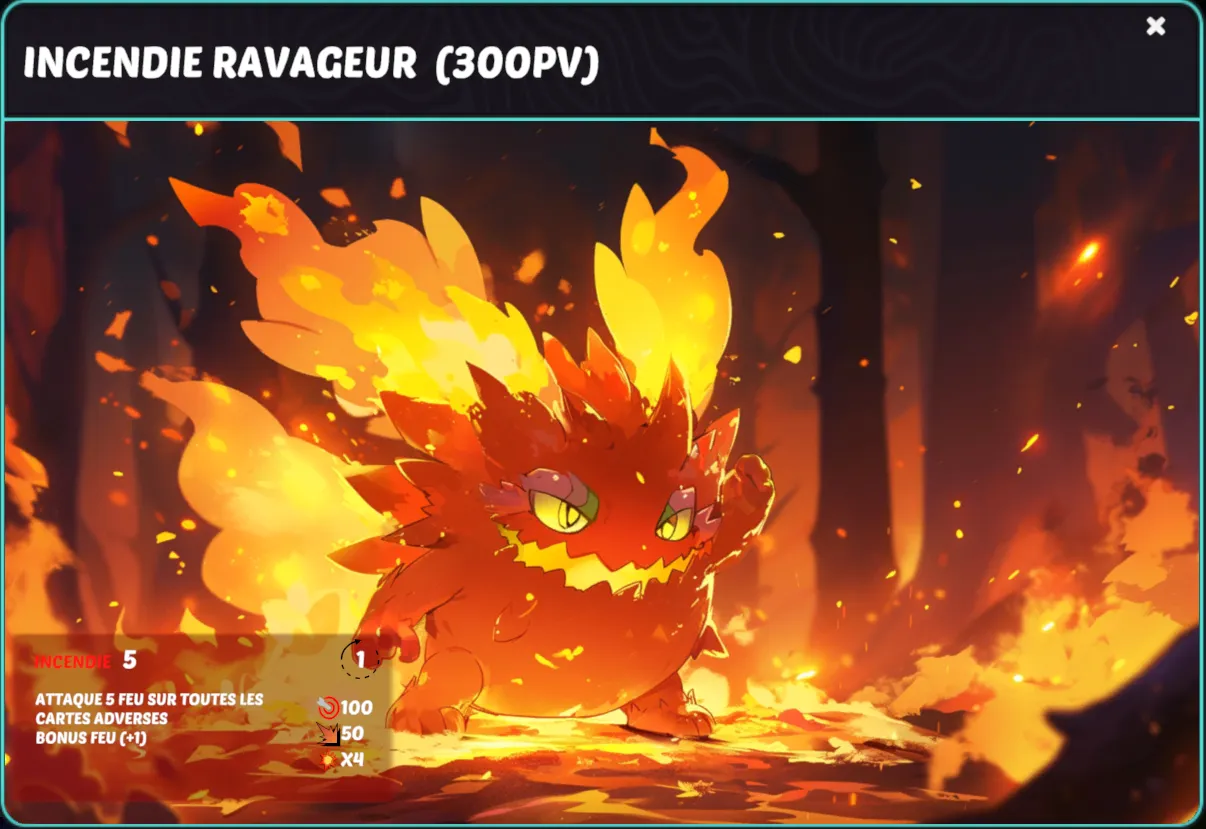 INCENDIE RAVAGEUR (300PV)
INCENDIE 5
1
ATTAQUE 5 FEU SUR TOUTES LES
CARTES ADVERSES
BONUS FEU (+1)
100
50
X4